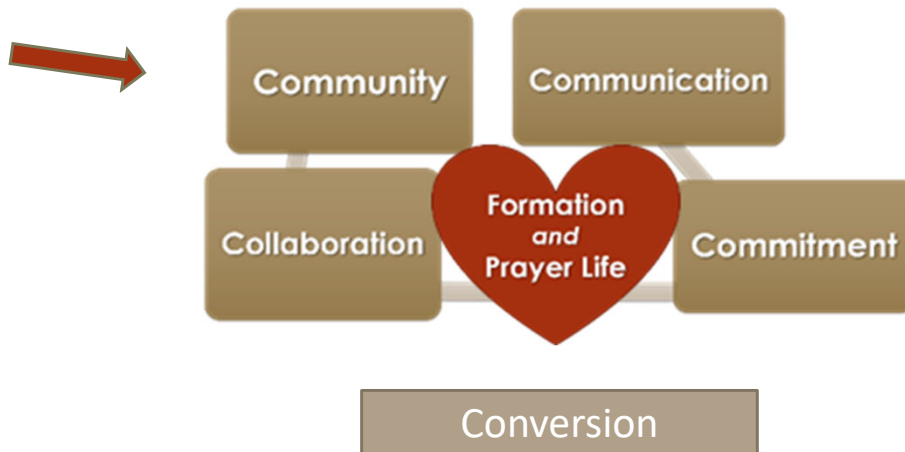 Community
Communication
Collaboration
Formation
and
Prayer Life
Commitment
Conversion